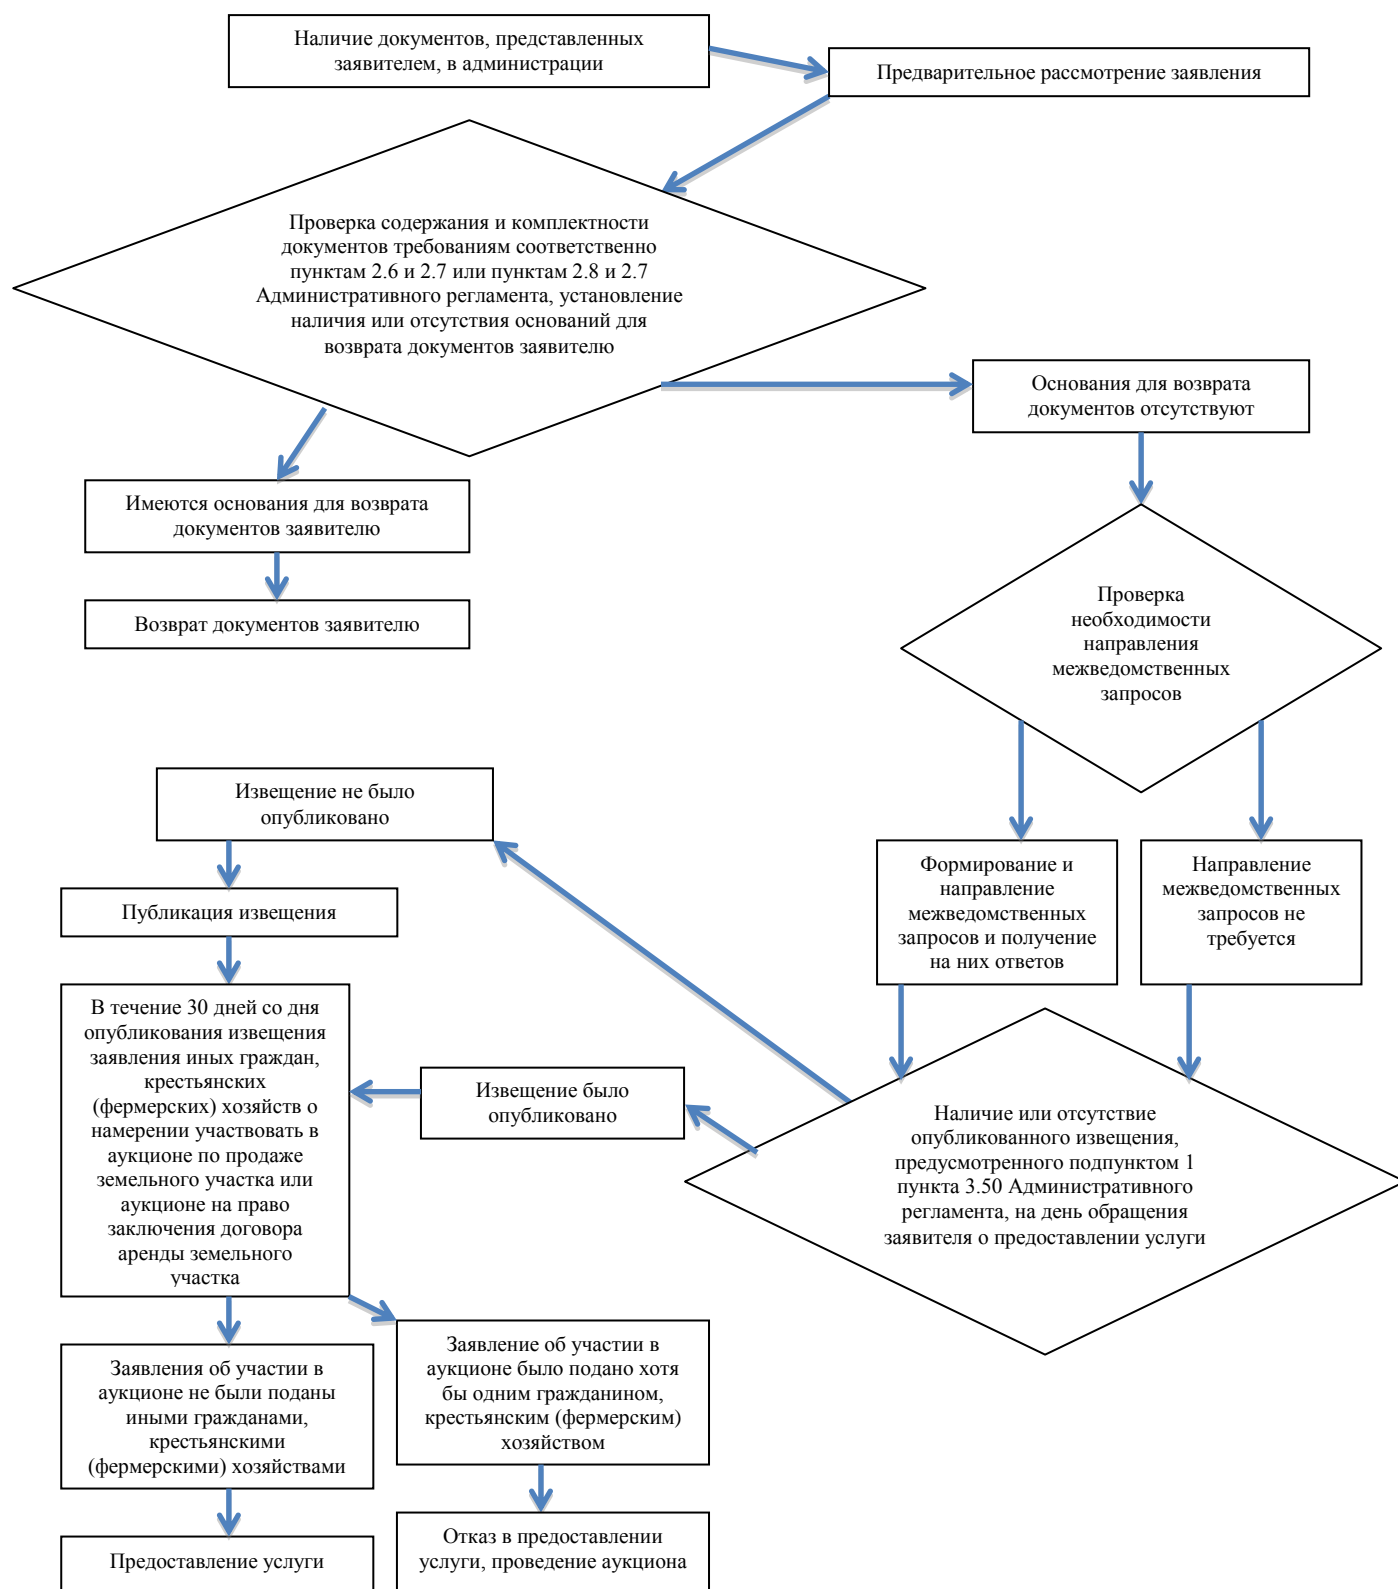 Наличие документов, представленных
заявителем, в администрации
Предварительное рассмотрение заявления
Проверка содержания и комплектности
документов требованиям соответственно
пунктам 2.6 и 2.7 или пунктам 2.8 и 2.7
Административного регламента, установление
наличия или отсутствия оснований для
возврата документов заявителю
Основания для возврата
документов отсутствуют
Имеются основания для возврата
документов заявителю
Возврат документов заявителю
Проверка
необходимости
направления
межведомственных
запросов
Извещение не было
опубликовано
Формирование и
направление
межведомственных
запросов и получение
на них ответов
Направление
межведомственных
запросов не
требуется
Публикация извещения
В течение 30 дней со дня
опубликования извещения
заявления иных граждан,
крестьянских
(фермерских) хозяйств о
намерении участвовать в
аукционе по продаже
земельного участка или
аукционе на право
заключения договора
аренды земельного
участка
Извещение было
опубликовано
Наличие или отсутствие
опубликованного извещения,
предусмотренного подпунктом 1
пункта 3.50 Административного
регламента, на день обращения
заявителя о предоставлении услуги
Заявления об участии в
аукционе не были поданы
иными гражданами,
крестьянскими
(фермерскими) хозяйствами
Заявление об участии в
аукционе было подано хотя
бы одним гражданином,
крестьянским (фермерским)
хозяйством
Предоставление услуги
Отказ в предоставлении
услуги, проведение аукциона